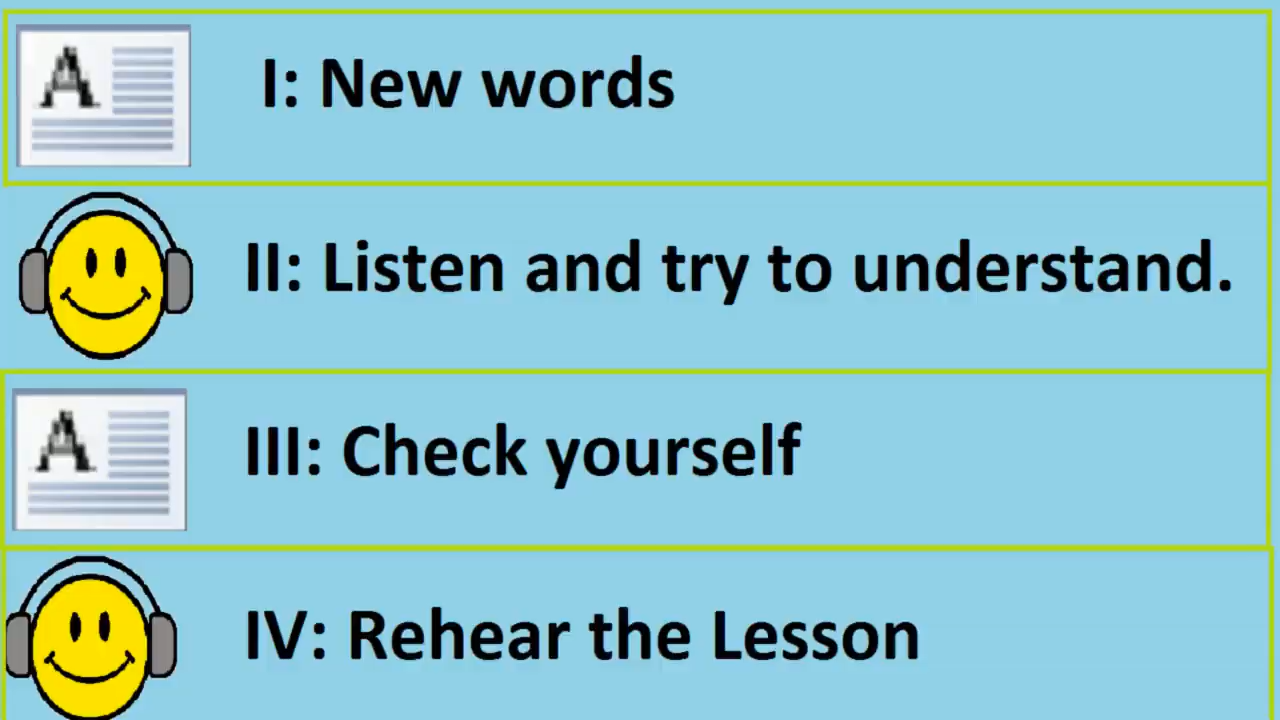 I: New words
II: Listen and try to understand.
III: Check yourself
IV: Rehear the Lesson